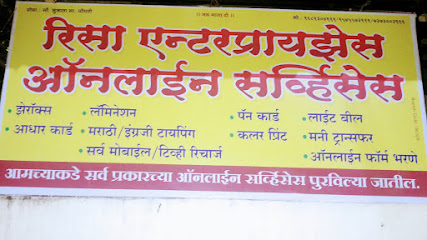 रिसा एन्टरप्रायझेस
ऑनलाईन सर्व्हिसेस
• झेरॉक्स • लॅमिनेशन • पॅन कार्ड • लाईट बील
• आधार कार्ड • मराठी/इंग्रजी टायपिंग • कलर प्रिंट • मनी ट्रान्सफर
• सर्व मोबाईल/टिव्ही रिचार्ज • ऑनलाईन फॉर्म भरणे
आमच्याकडे सर्व प्रकारच्या ऑनलाईन सर्व्हिसेस पुरविल्या जातील.